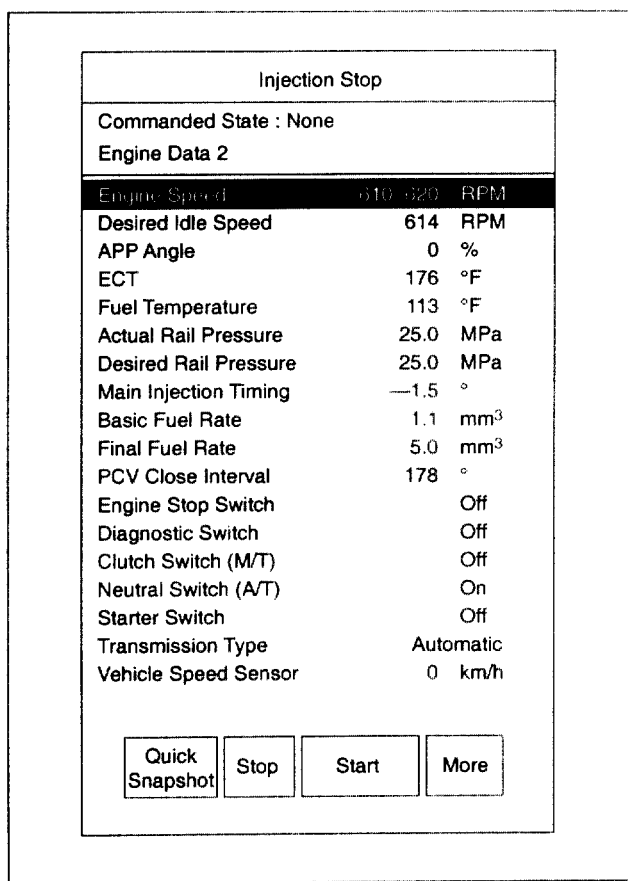 Injection Stop
Commanded State : None
Engine Data 2
Engine Speed 610–620 RPM
Desired Idle Speed 614 RPM
APP Angle 0 %
ECT 176 °F
Fuel Temperature 113 °F
Actual Rail Pressure 25.0 MPa
Desired Rail Pressure 25.0 MPa
Main Injection Timing —1.5 °
Basic Fuel Rate 1.1 mm³
Final Fuel Rate 5.0 mm³
PCV Close Interval 178 °
Engine Stop Switch Off
Diagnostic Switch Off
Clutch Switch (M/T) Off
Neutral Switch (A/T) On
Starter Switch Off
Transmission Type Automatic
Vehicle Speed Sensor 0 km/h
Quick Snapshot Stop Start More